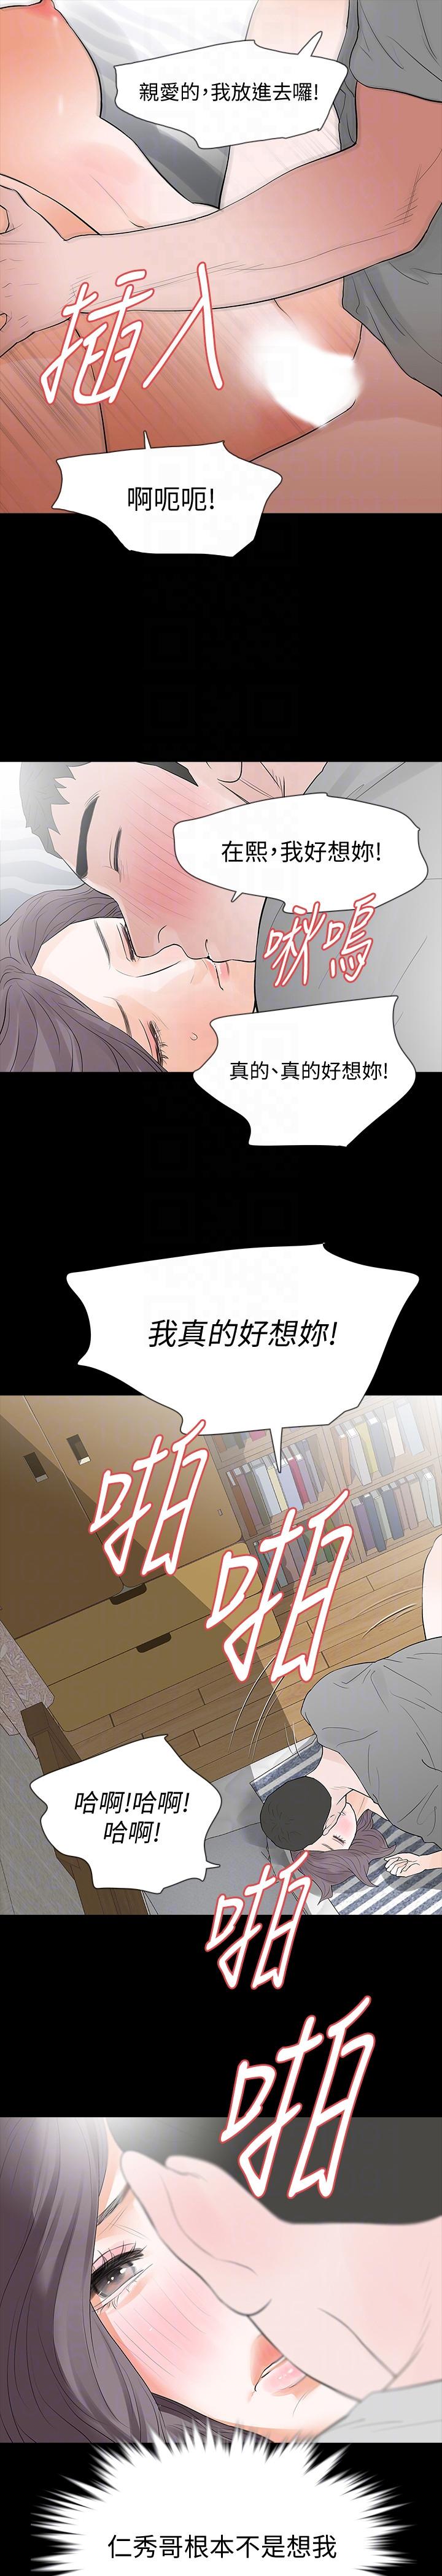 親愛的，我放進去囉！
插入
啊呃呃！
在熙，我好想妳！
啾嗚
真的、真的好想妳！
我真的好想妳！
啪
啪
哈啊！哈啊！
哈啊！
啪
啪
仁秀哥根本不是想我